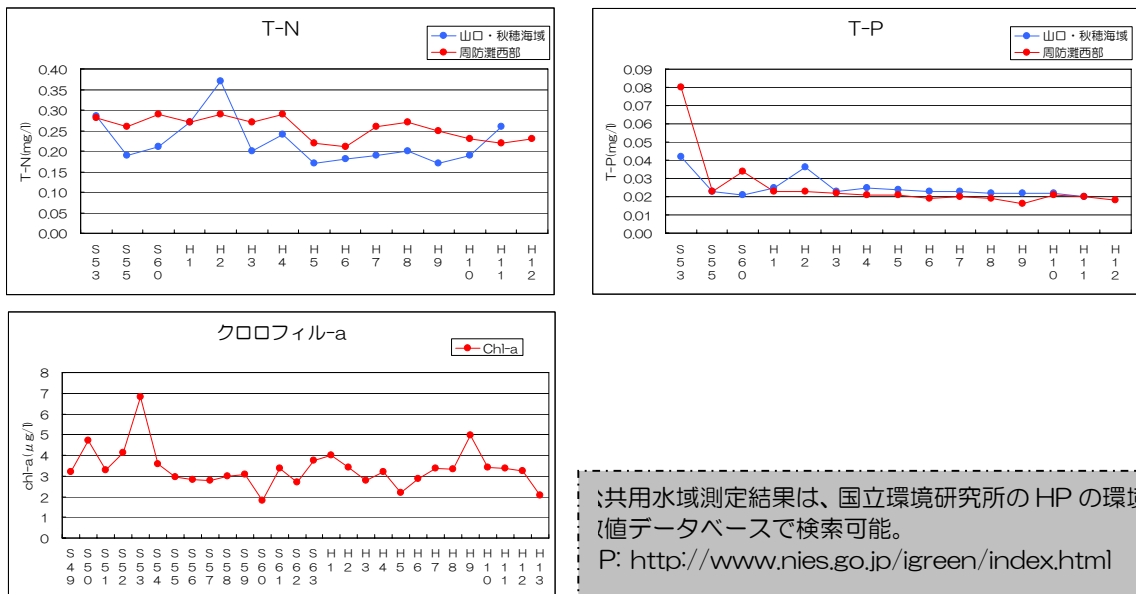 T-N
山口・秋穂海域
周防灘西部
T-N(mg/l)
0.40
0.35
0.30
0.25
0.20
0.15
0.10
0.05
0.00
S53 S55 S60 H1 H2 H3 H4 H5 H6 H7 H8 H9 H10 H11 H12
T-P
山口・秋穂海域
周防灘西部
T-P(mg/l)
0.09
0.08
0.07
0.06
0.05
0.04
0.03
0.02
0.01
0.00
S53 S55 S60 H1 H2 H3 H4 H5 H6 H7 H8 H9 H10 H11 H12
クロロフィル-a
Chl-a
chl-a(μg/l)
8
7
6
5
4
3
2
1
0
S49 S50 S51 S52 S53 S54 S55 S56 S57 S58 S59 S60 S61 S62 S63 H1 H2 H3 H4 H5 H6 H7 H8 H9 H10 H11 H12 H13
共用水域測定結果は、国立環境研究所の HP の環境
値データベースで検索可能。
P: http://www.nies.go.jp/igreen/index.html